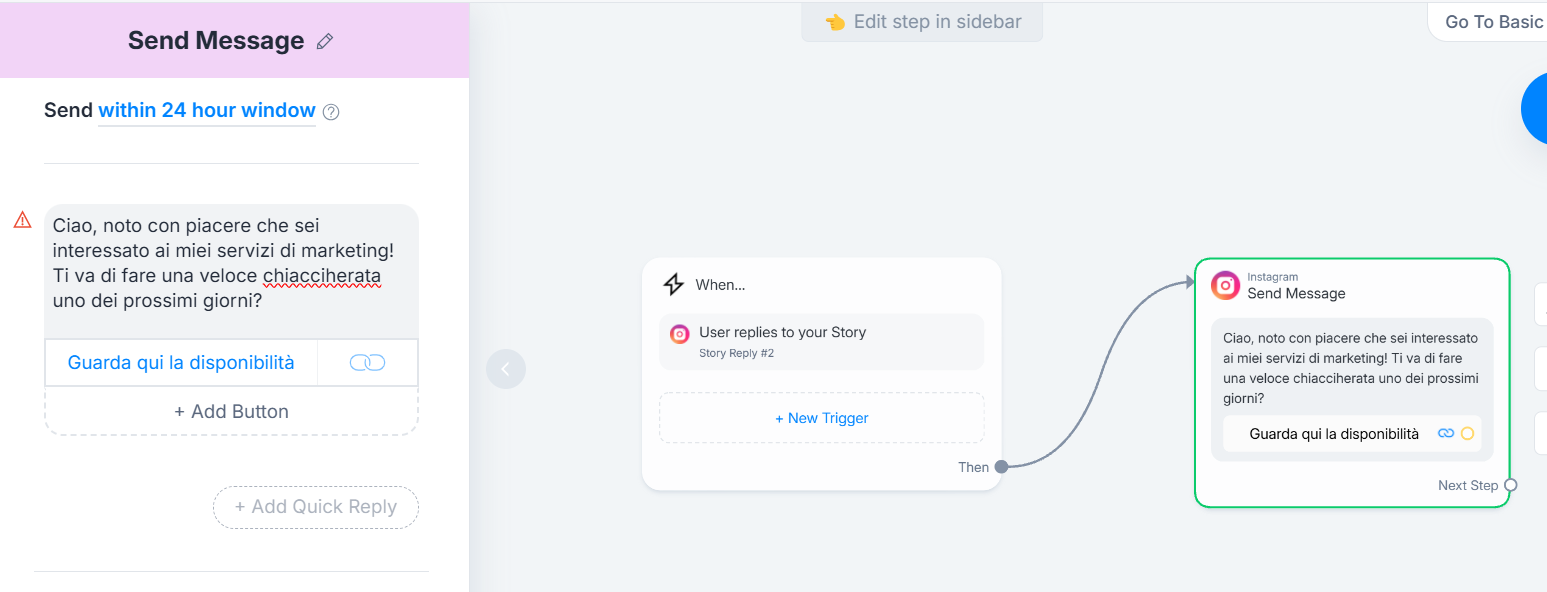 Send Message
Send within 24 hour window
Ciao, noto con piacere che sei
interessato ai miei servizi di marketing!
Ti va di fare una veloce chiacciherata
uno dei prossimi giorni?
Guarda qui la disponibilità
+ Add Button
+ Add Quick Reply
👈 Edit step in sidebar
Go To Basic
When...
User replies to your Story
Story Reply #2
+ New Trigger
Then
Instagram
Send Message
Ciao, noto con piacere che sei interessato
ai miei servizi di marketing! Ti va di fare
una veloce chiacciherata uno dei prossimi
giorni?
Guarda qui la disponibilità
Next Step